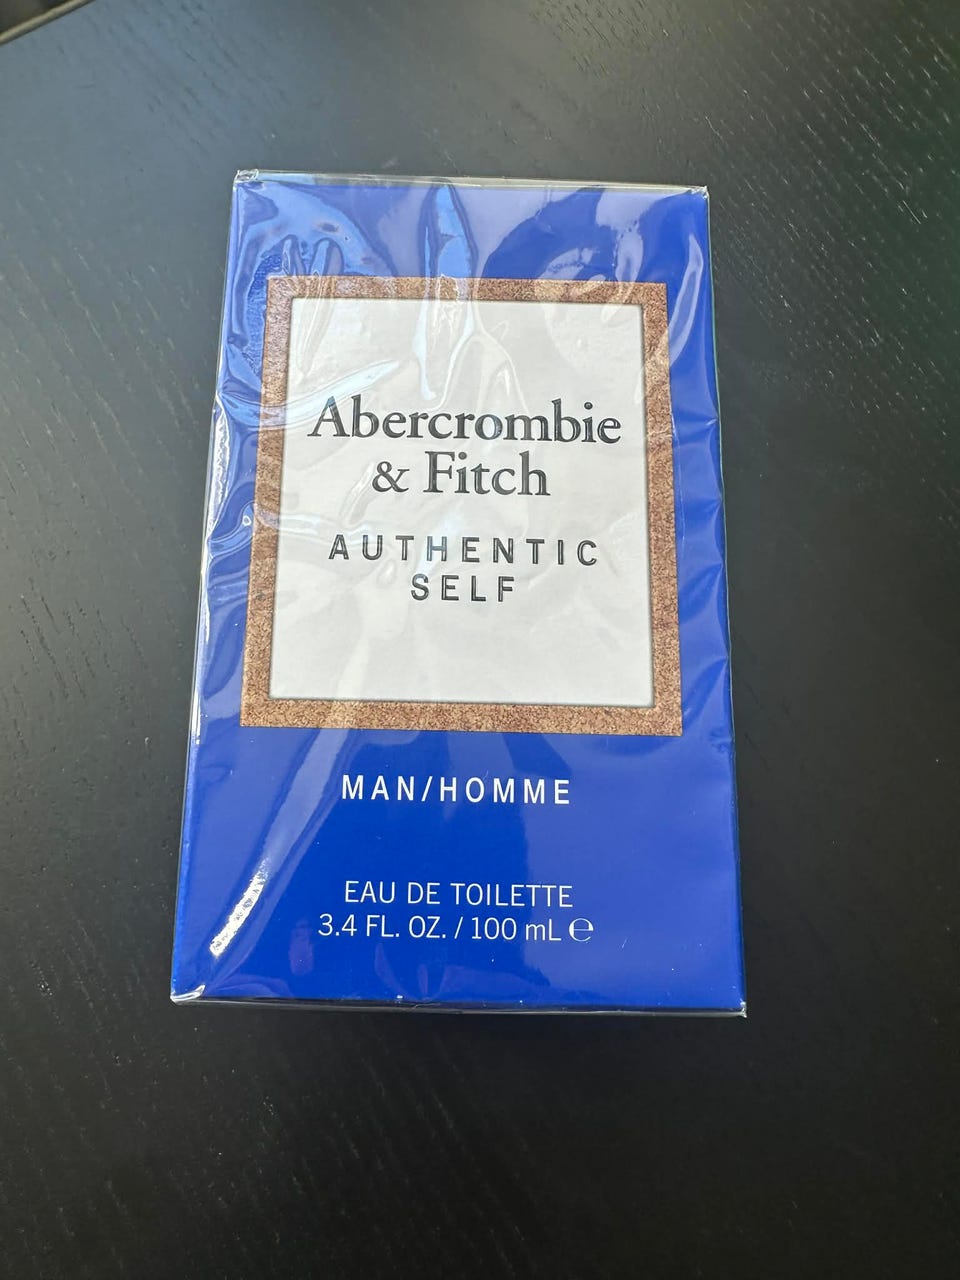 Abercrombie
& Fitch
AUTHENTIC
SELF
MAN/HOMME
EAU DE TOILETTE
3.4 FL. OZ. / 100 mL ℮